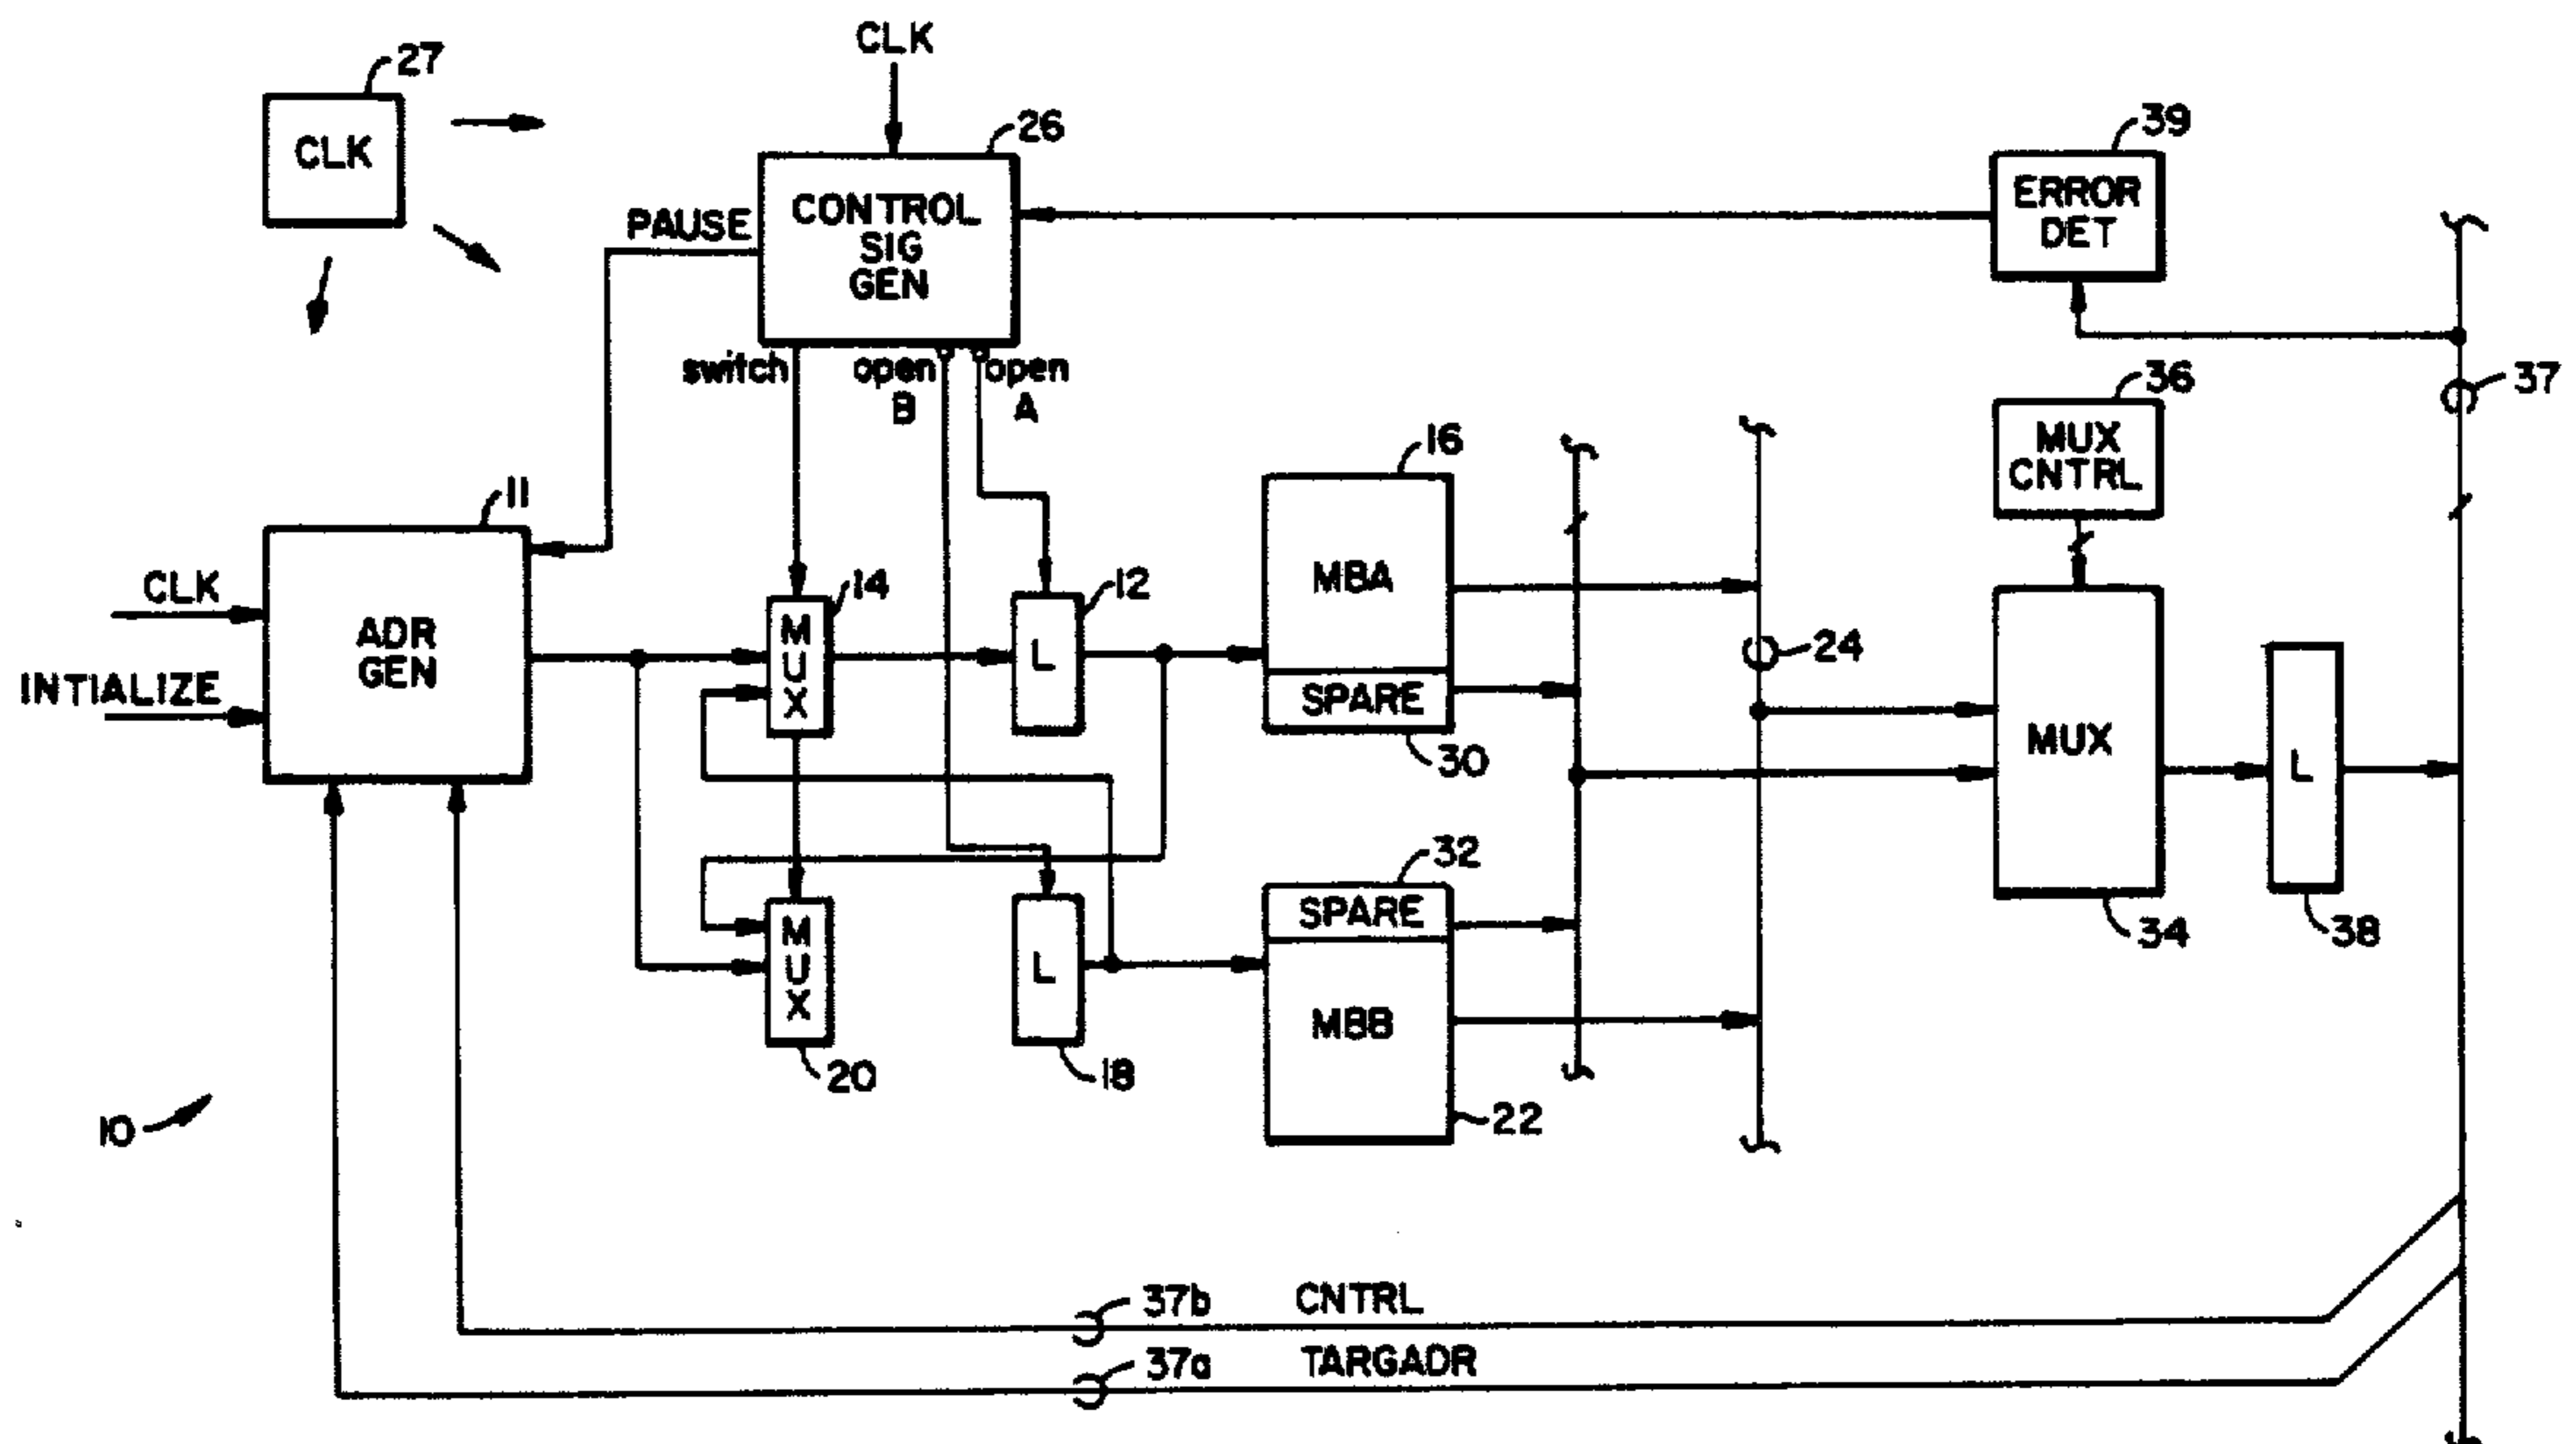 CLK
27
CLK
26
39
CONTROL
SIG
GEN
ERROR
DET
PAUSE
switch
open
B
open
A
36
37
MUX
CNTRL
16
11
14
12
CLK
MBA
ADR
GEN
MUX
L
24
INTIALIZE
SPARE
MUX
L
30
32
SPARE
MUX
L
34
38
MBB
20
18
22
10
37b
CNTRL
37a
TARGADR